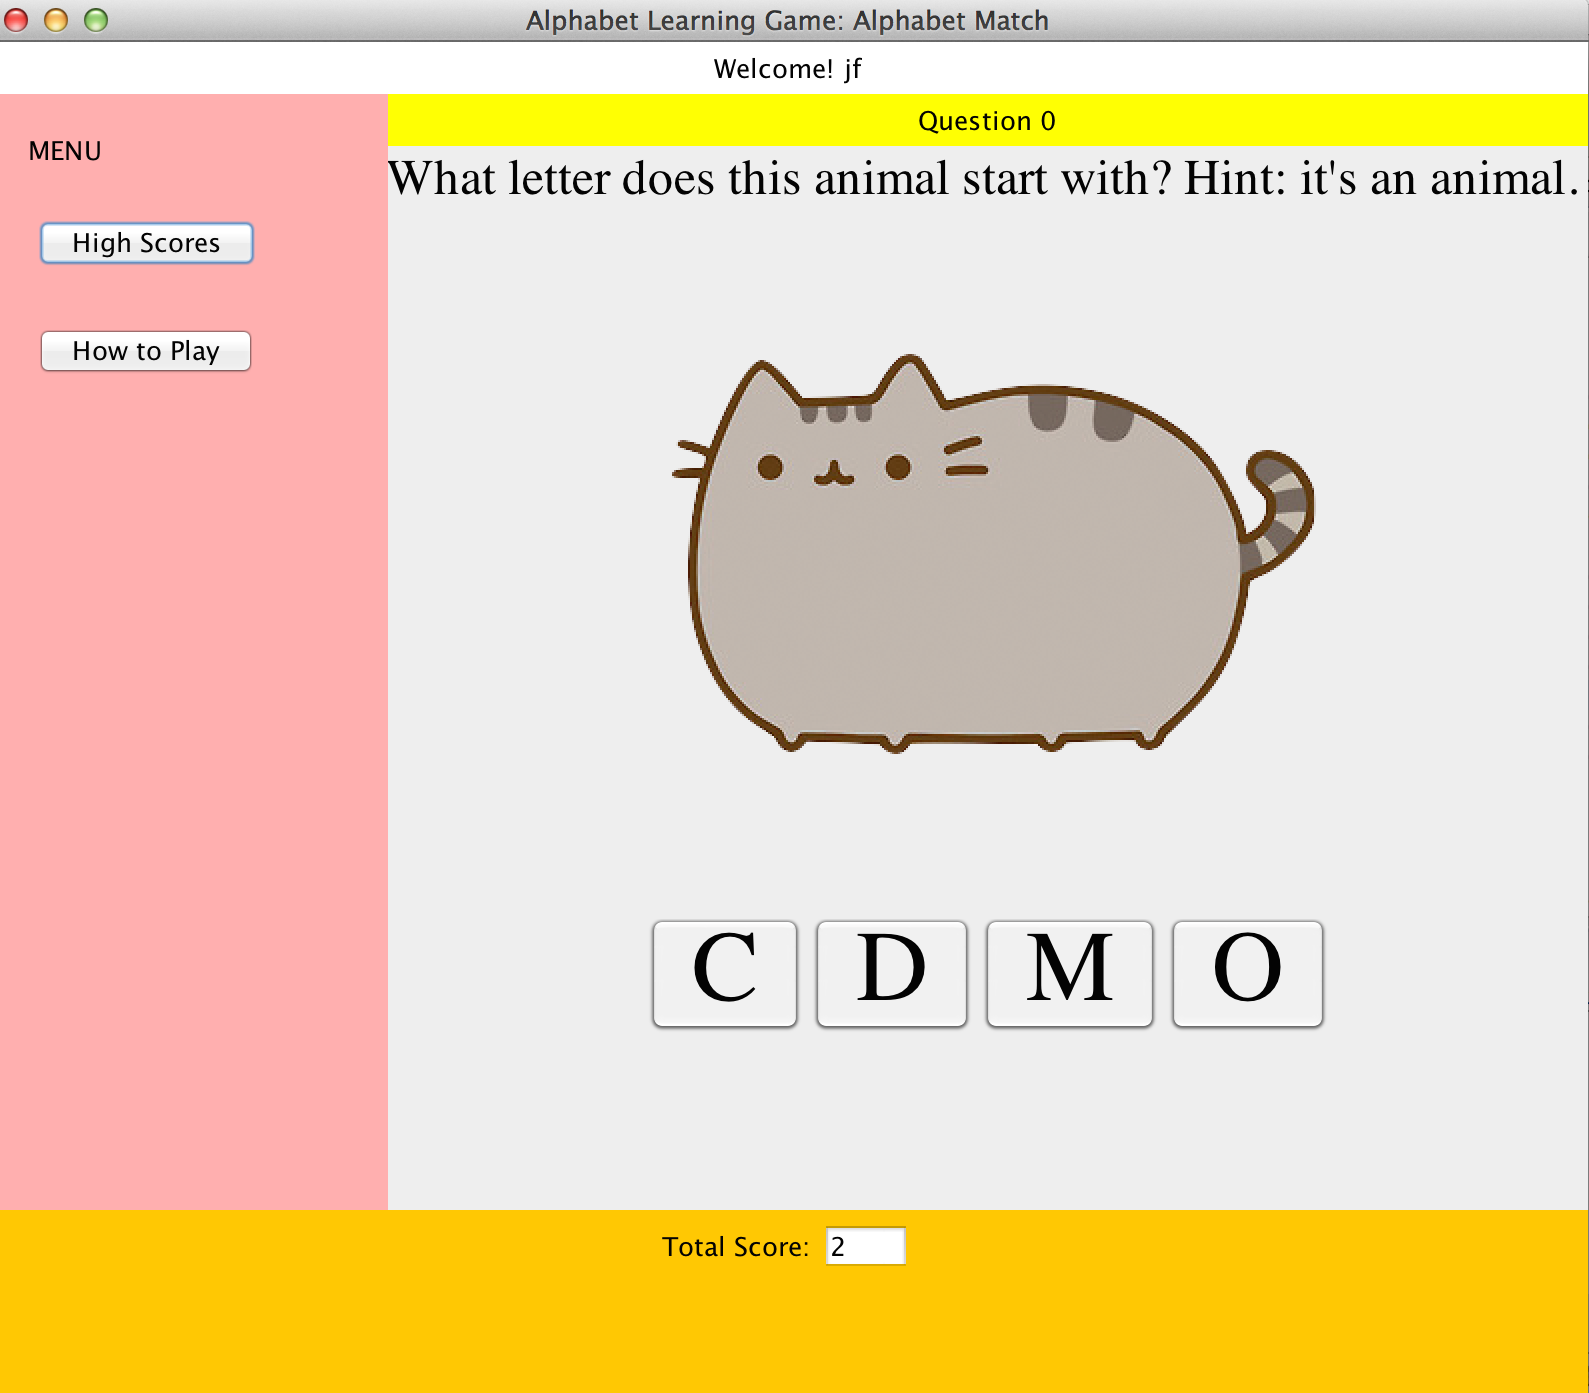 Alphabet Learning Game: Alphabet Match
Welcome! jf
MENU
High Scores
How to Play
Question 0
What letter does this animal start with? Hint: it's an animal.
C D M O
Total Score: 2